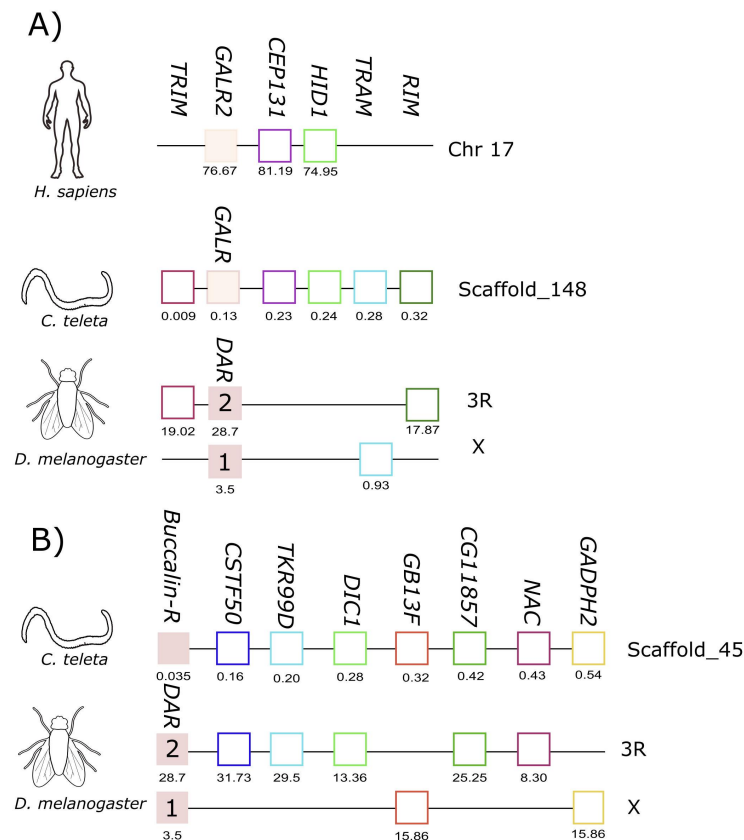 A)
TRIM GALR2 CEP131 HID1 TRAM RIM
Chr 17
76.67 81.19 74.95
H. sapiens
GALR
Scaffold_148
0.009 0.13 0.23 0.24 0.28 0.32
C. teleta
DAR
2
3R
19.02 28.7 17.87
D. melanogaster
X
1
3.5 0.93
B)
Buccalin-R CSTF50 TKR99D DIC1 GB13F CG11857 NAC GADPH2
C. teleta
Scaffold_45
0.035 0.16 0.20 0.28 0.32 0.42 0.43 0.54
DAR
2
3R
28.7 31.73 29.5 13.36 25.25 8.30
D. melanogaster
1
X
3.5 15.86 15.86